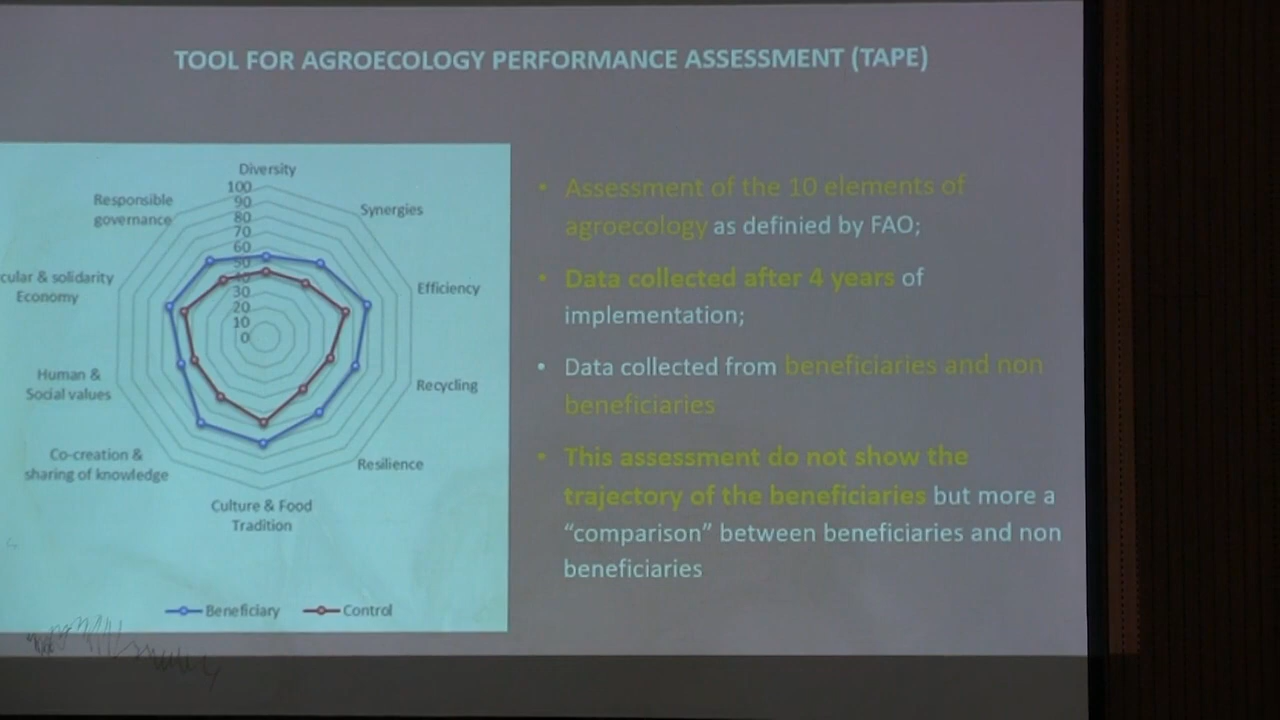 TOOL FOR AGROECOLOGY PERFORMANCE ASSESSMENT (TAPE)
Diversity
100
90
80
70
60
50
40
30
20
10
0
Synergies
Efficiency
Recycling
Resilience
Culture & Food
Tradition
Co-creation &
sharing of knowledge
Human &
Social values
cular & solidarity
Economy
Responsible
governance
Beneficiary
Control
• Assessment of the 10 elements of
agroecology as definied by FAO;
• Data collected after 4 years of
implementation;
• Data collected from beneficiaries and non
beneficiaries
• This assessment do not show the
trajectory of the beneficiaries but more a
“comparison” between beneficiaries and non
beneficiaries